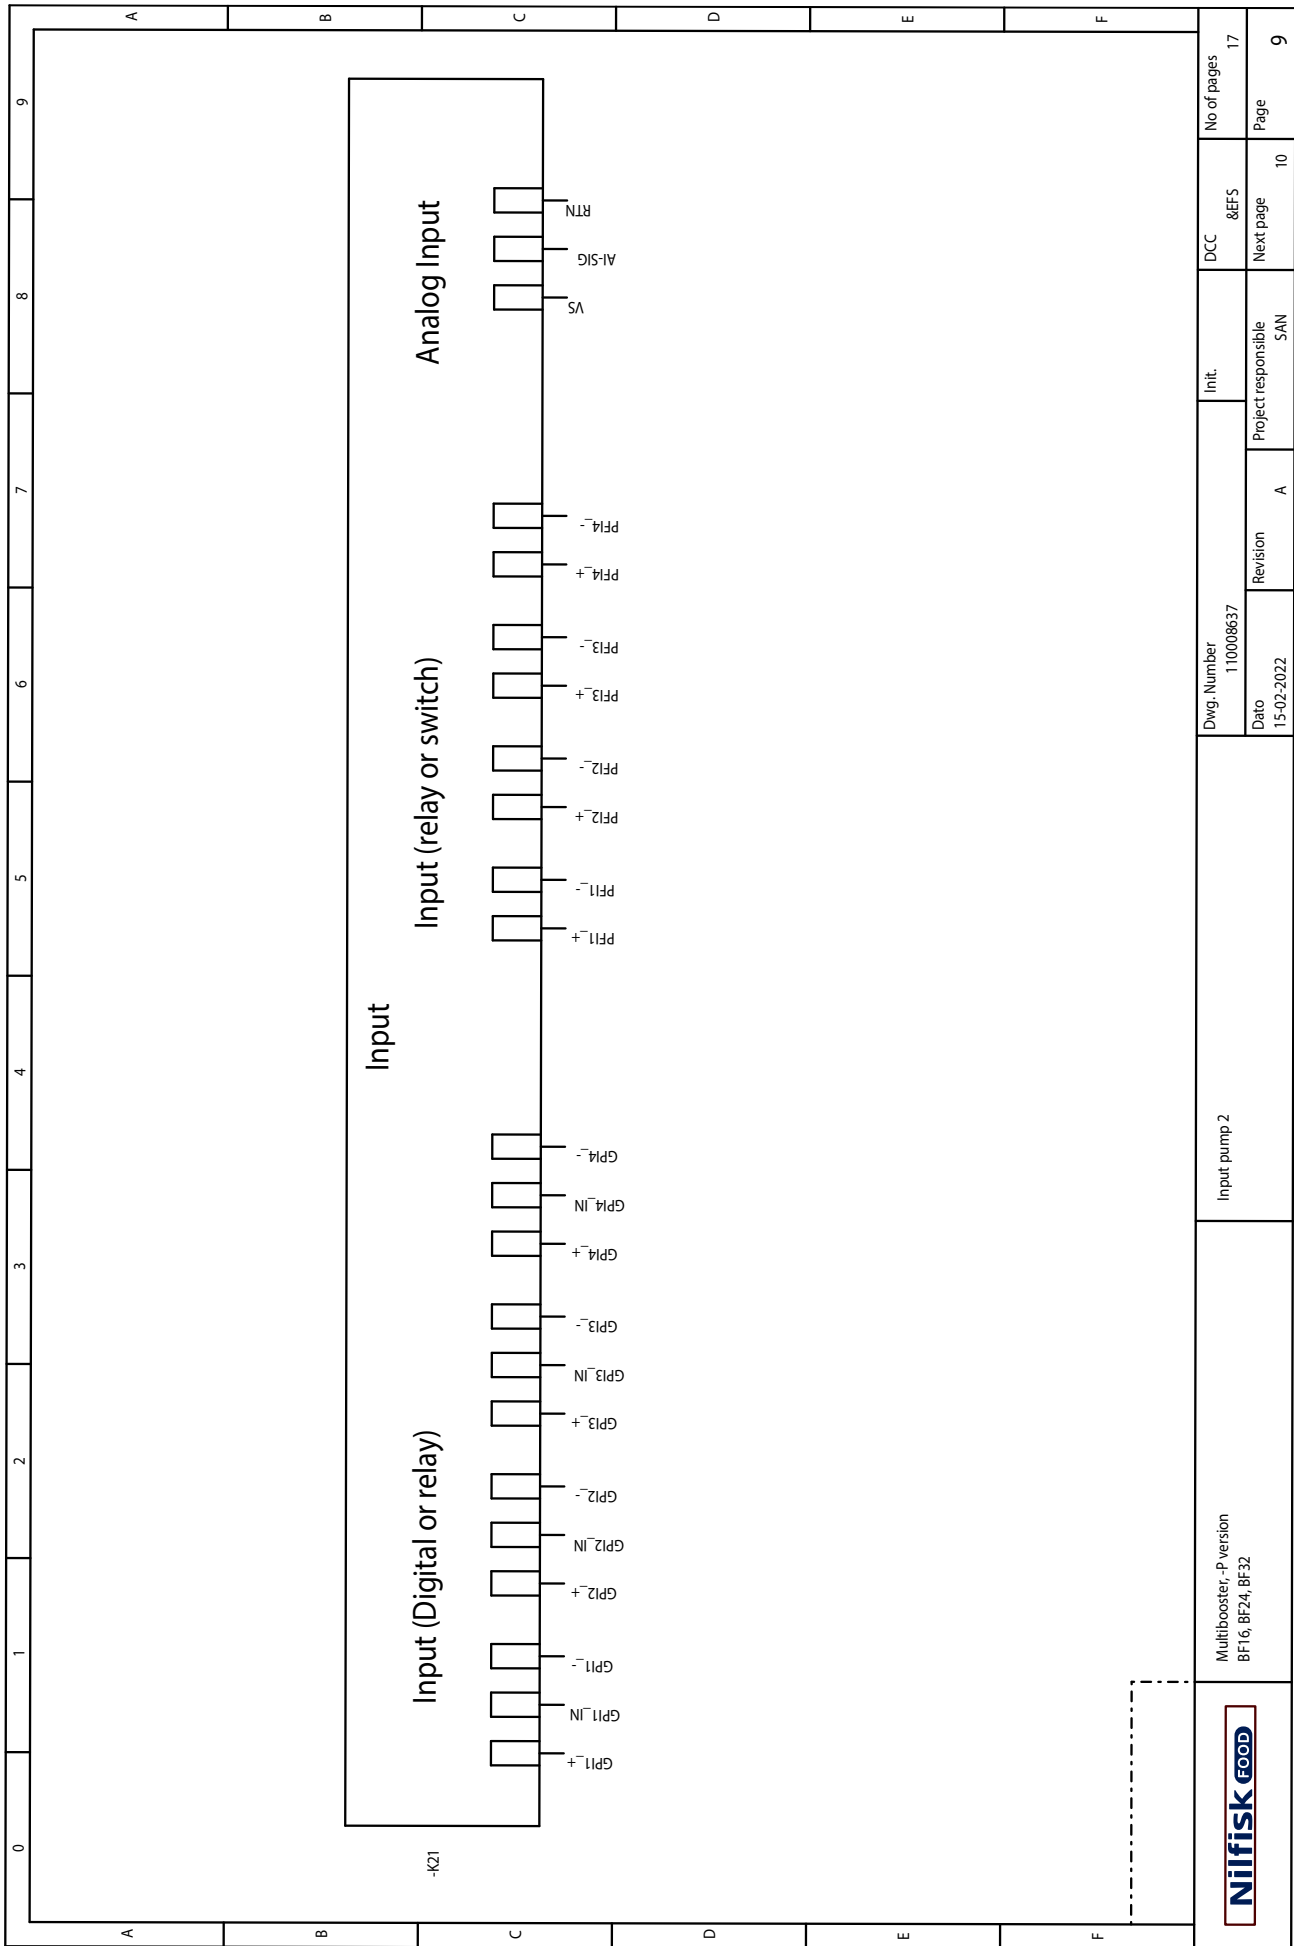 0 1 2 3 4 5 6 7 8 9
A A
B B
C C
D D
E E
F F
-K21
Input
Input (Digital or relay)
Input (relay or switch)
Analog Input
GPI1_+
GPI1_IN
GPI1_-
GPI2_+
GPI2_IN
GPI2_-
GPI3_+
GPI3_IN
GPI3_-
GPI4_+
GPI4_IN
GPI4_-
PFI1_+
PFI1_-
PFI2_+
PFI2_-
PFI3_+
PFI3_-
PFI4_+
PFI4_-
VS
AI-SIG
RTN
Nilfisk FOOD
Multibooster, -P version
BF16, BF24, BF32
Input pump 2
Dwg. Number
110008637
Init.
DCC
&EFS
No of pages
17
Dato
15-02-2022
Revision
A
Project responsible
SAN
Next page
10
Page
9